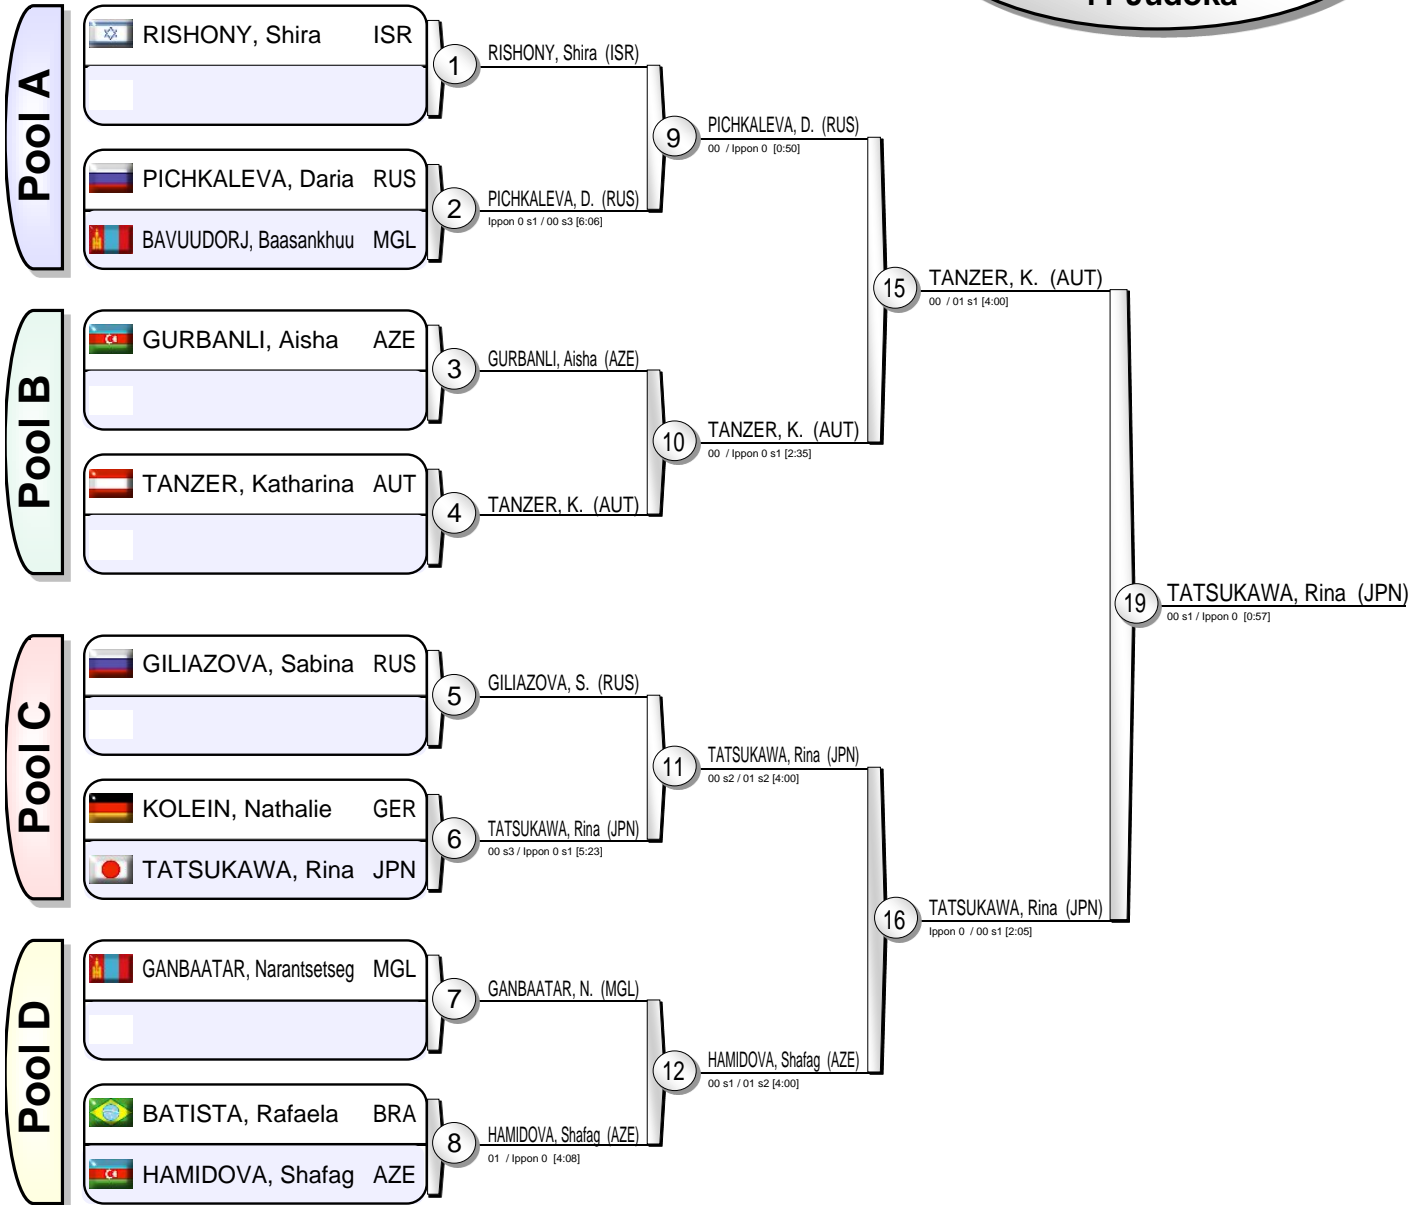 11 Judoka
Pool A
RISHONY, Shira ISR
1
RISHONY, Shira (ISR)
PICHKALEVA, Daria RUS
BAVUUDORJ, Baasankhuu MGL
2
PICHKALEVA, D. (RUS)
Ippon 0 s1 / 00 s3 [6:06]
9
PICHKALEVA, D. (RUS)
00 / Ippon 0 [0:50]
Pool B
GURBANLI, Aisha AZE
3
GURBANLI, Aisha (AZE)
TANZER, Katharina AUT
4
TANZER, K. (AUT)
10
TANZER, K. (AUT)
00 / Ippon 0 s1 [2:35]
15
TANZER, K. (AUT)
00 / 01 s1 [4:00]
Pool C
GILIAZOVA, Sabina RUS
5
GILIAZOVA, S. (RUS)
KOLEIN, Nathalie GER
TATSUKAWA, Rina JPN
6
TATSUKAWA, Rina (JPN)
00 s3 / Ippon 0 s1 [5:23]
11
TATSUKAWA, Rina (JPN)
00 s2 / 01 s2 [4:00]
Pool D
GANBAATAR, Narantsetseg MGL
7
GANBAATAR, N. (MGL)
BATISTA, Rafaela BRA
HAMIDOVA, Shafag AZE
8
HAMIDOVA, Shafag (AZE)
01 / Ippon 0 [4:08]
12
HAMIDOVA, Shafag (AZE)
00 s1 / 01 s2 [4:00]
16
TATSUKAWA, Rina (JPN)
Ippon 0 / 00 s1 [2:05]
19
TATSUKAWA, Rina (JPN)
00 s1 / Ippon 0 [0:57]